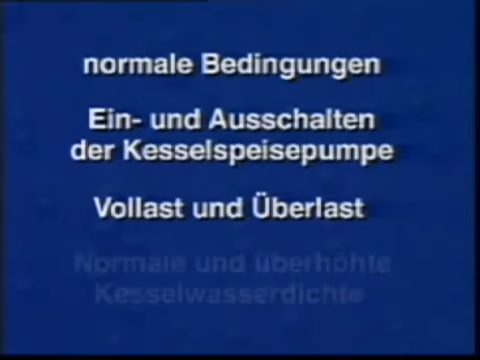 normale Bedingungen
Ein- und Ausschalten
der Kesselspeisepumpe
Vollast und Überlast
Normale und überhöhte
Kesselwasserdichte